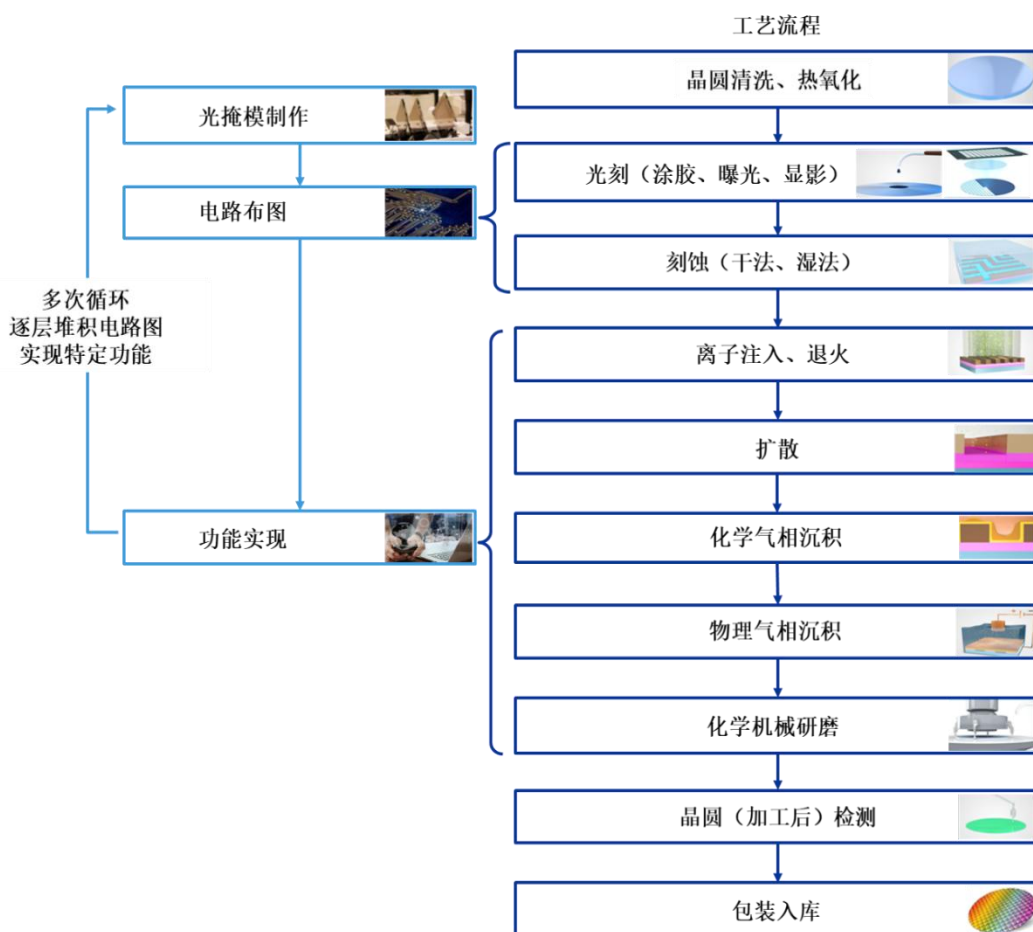 工艺流程
晶圆清洗、热氧化
光掩模制作
光刻（涂胶、曝光、显影）
电路布图
刻蚀（干法、湿法）
多次循环
逐层堆积电路图
实现特定功能
离子注入、退火
扩散
功能实现
化学气相沉积
物理气相沉积
化学机械研磨
晶圆（加工后）检测
包装入库